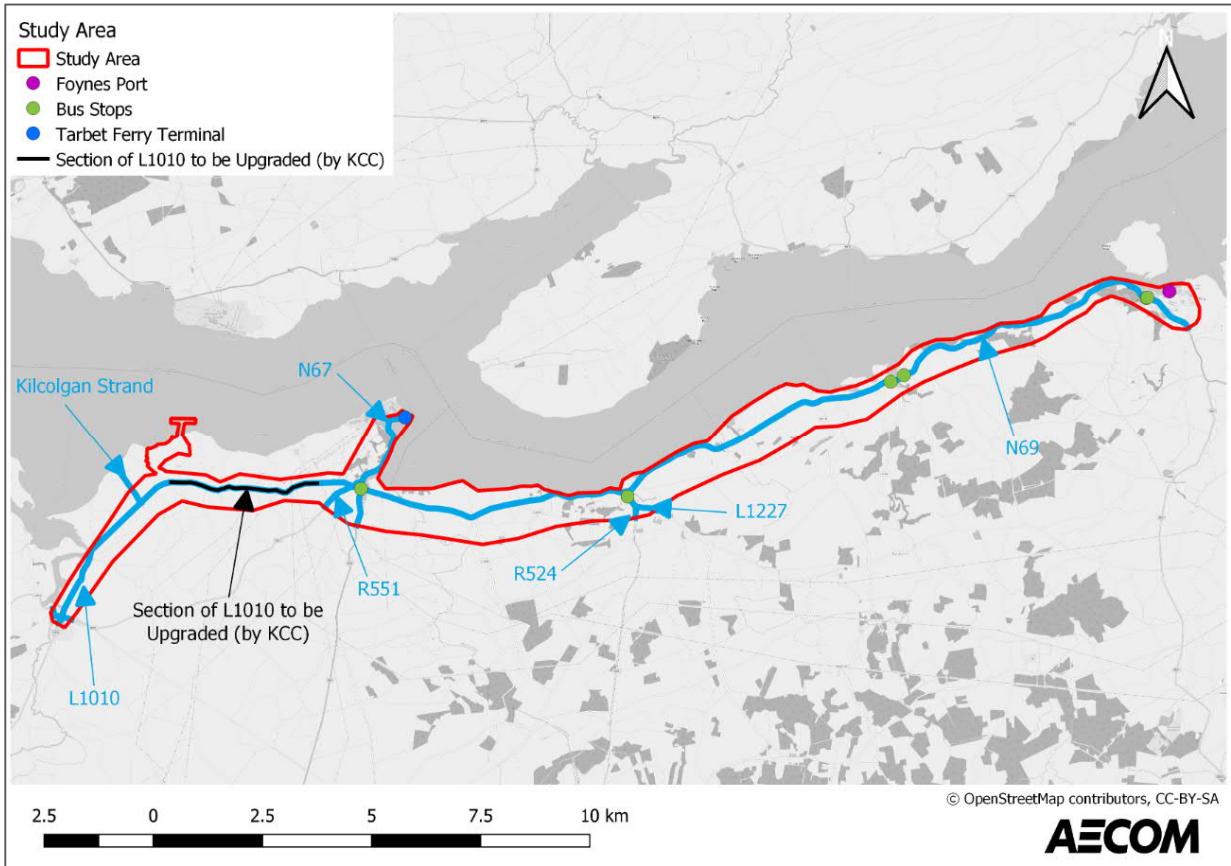 Study Area
Study Area
Foynes Port
Bus Stops
Tarbet Ferry Terminal
Section of L1010 to be Upgraded (by KCC)
N
N67
Kilcolgan Strand
N69
L1227
R524
R551
Section of L1010 to be
Upgraded (by KCC)
L1010
2.5 0 2.5 5 7.5 10 km
© OpenStreetMap contributors, CC-BY-SA
AECOM